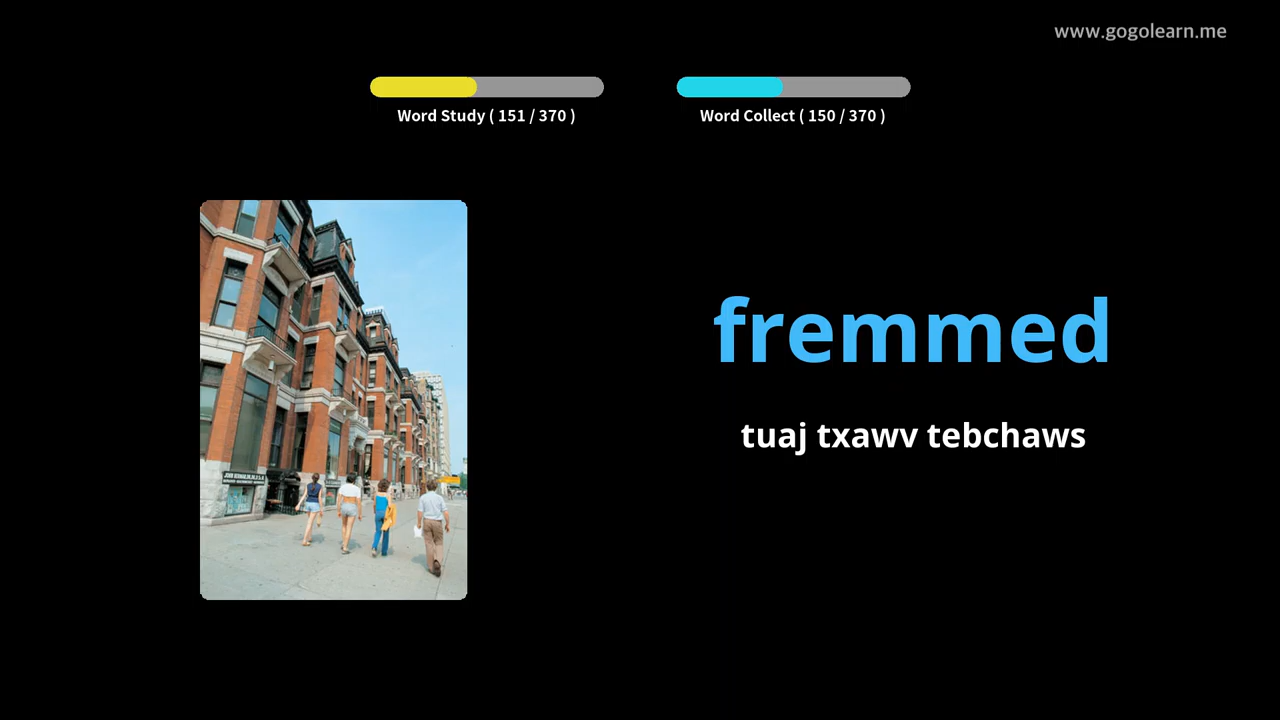 www.gogolearn.me
Word Study ( 151 / 370 )
Word Collect ( 150 / 370 )
fremmed
tuaj txawv tebchaws